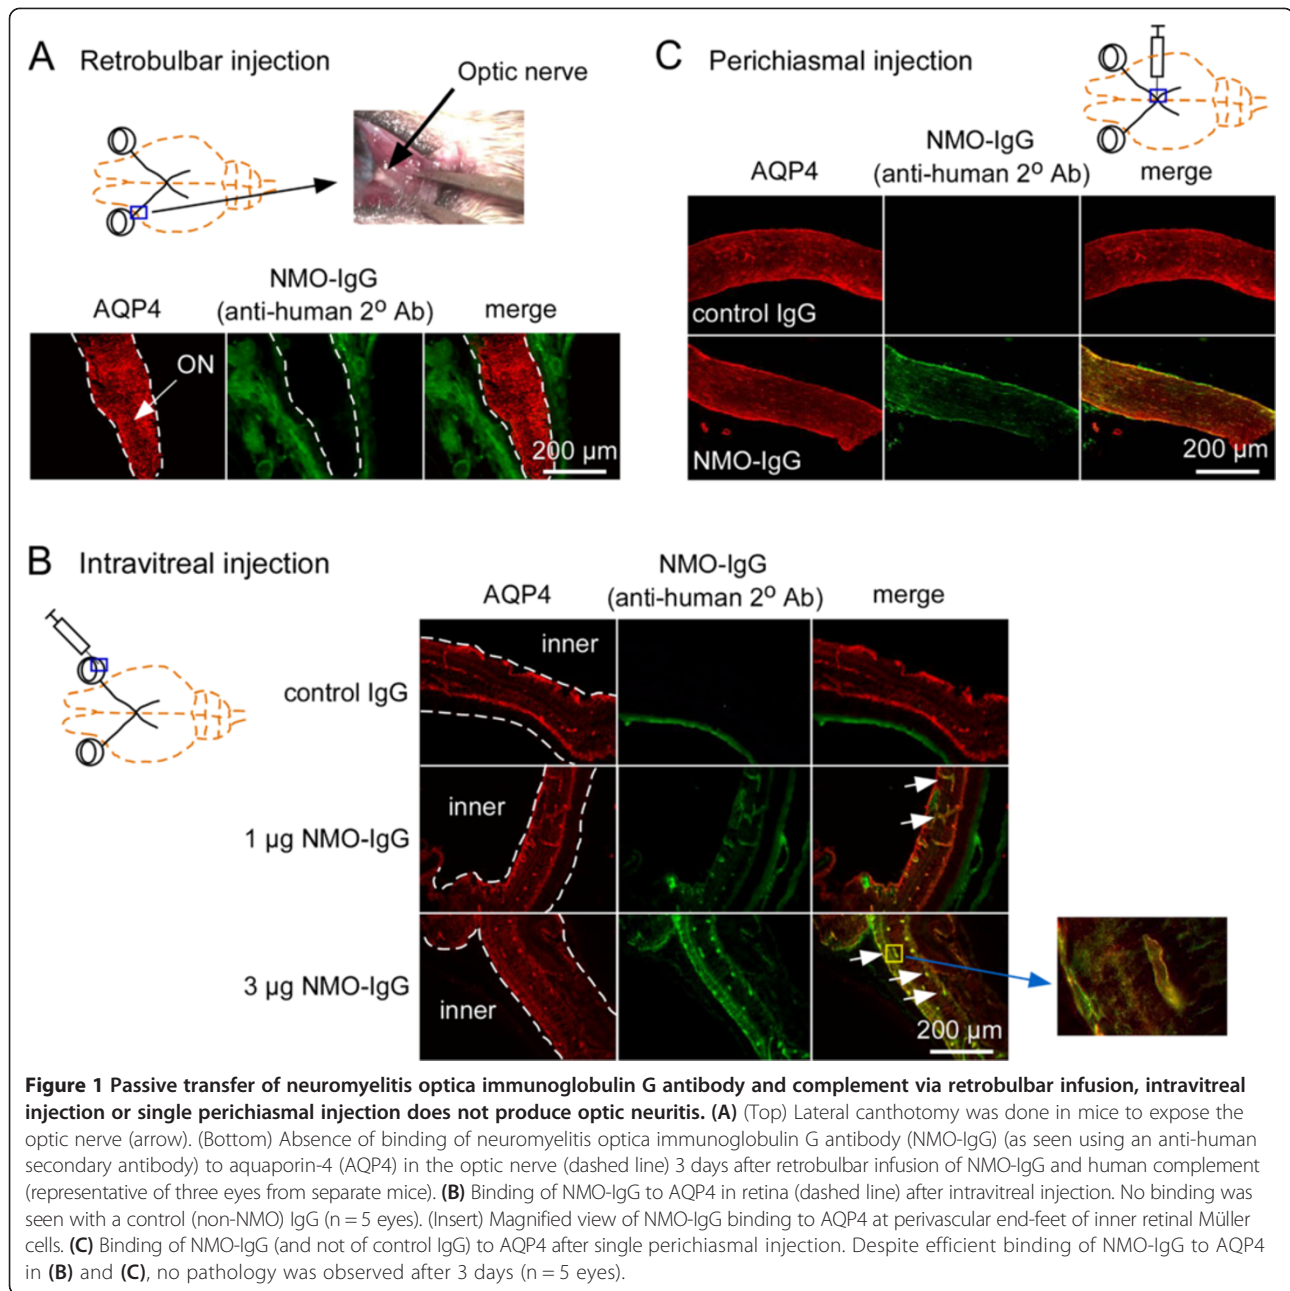 A Retrobulbar injection
Optic nerve
NMO-IgG
AQP4 (anti-human 2º Ab) merge
ON
200 µm
C Perichiasmal injection
NMO-IgG
AQP4 (anti-human 2º Ab) merge
control IgG
NMO-IgG
200 µm
B Intravitreal injection
NMO-IgG
AQP4 (anti-human 2º Ab) merge
inner
control IgG
inner
1 µg NMO-IgG
3 µg NMO-IgG
inner
200 µm
Figure 1 Passive transfer of neuromyelitis optica immunoglobulin G antibody and complement via retrobulbar infusion, intravitreal
injection or single perichiasmal injection does not produce optic neuritis. (A) (Top) Lateral canthotomy was done in mice to expose the
optic nerve (arrow). (Bottom) Absence of binding of neuromyelitis optica immunoglobulin G antibody (NMO-IgG) (as seen using an anti-human
secondary antibody) to aquaporin-4 (AQP4) in the optic nerve (dashed line) 3 days after retrobulbar infusion of NMO-IgG and human complement
(representative of three eyes from separate mice). (B) Binding of NMO-IgG to AQP4 in retina (dashed line) after intravitreal injection. No binding was
seen with a control (non-NMO) IgG (n = 5 eyes). (Insert) Magnified view of NMO-IgG binding to AQP4 at perivascular end-feet of inner retinal Müller
cells. (C) Binding of NMO-IgG (and not of control IgG) to AQP4 after single perichiasmal injection. Despite efficient binding of NMO-IgG to AQP4
in (B) and (C), no pathology was observed after 3 days (n = 5 eyes).